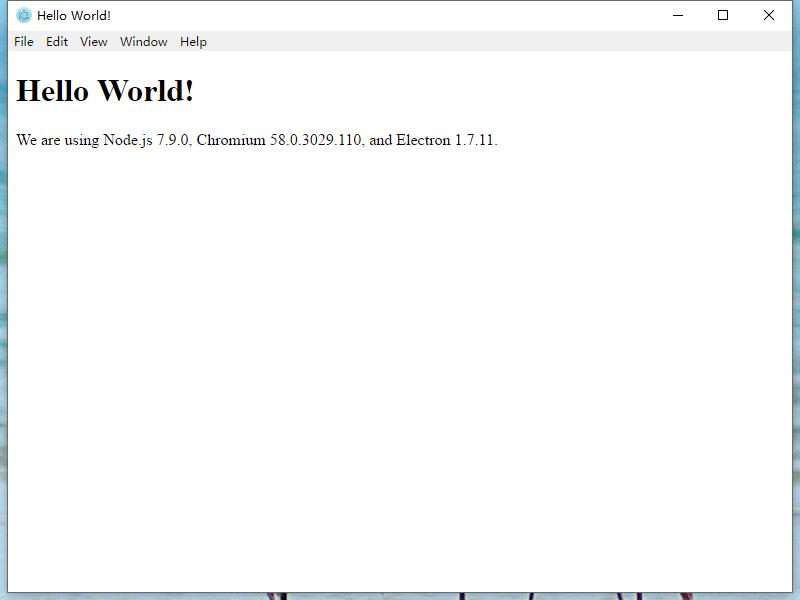 Hello World!
File Edit View Window Help
Hello World!
We are using Node.js 7.9.0, Chromium 58.0.3029.110, and Electron 1.7.11.